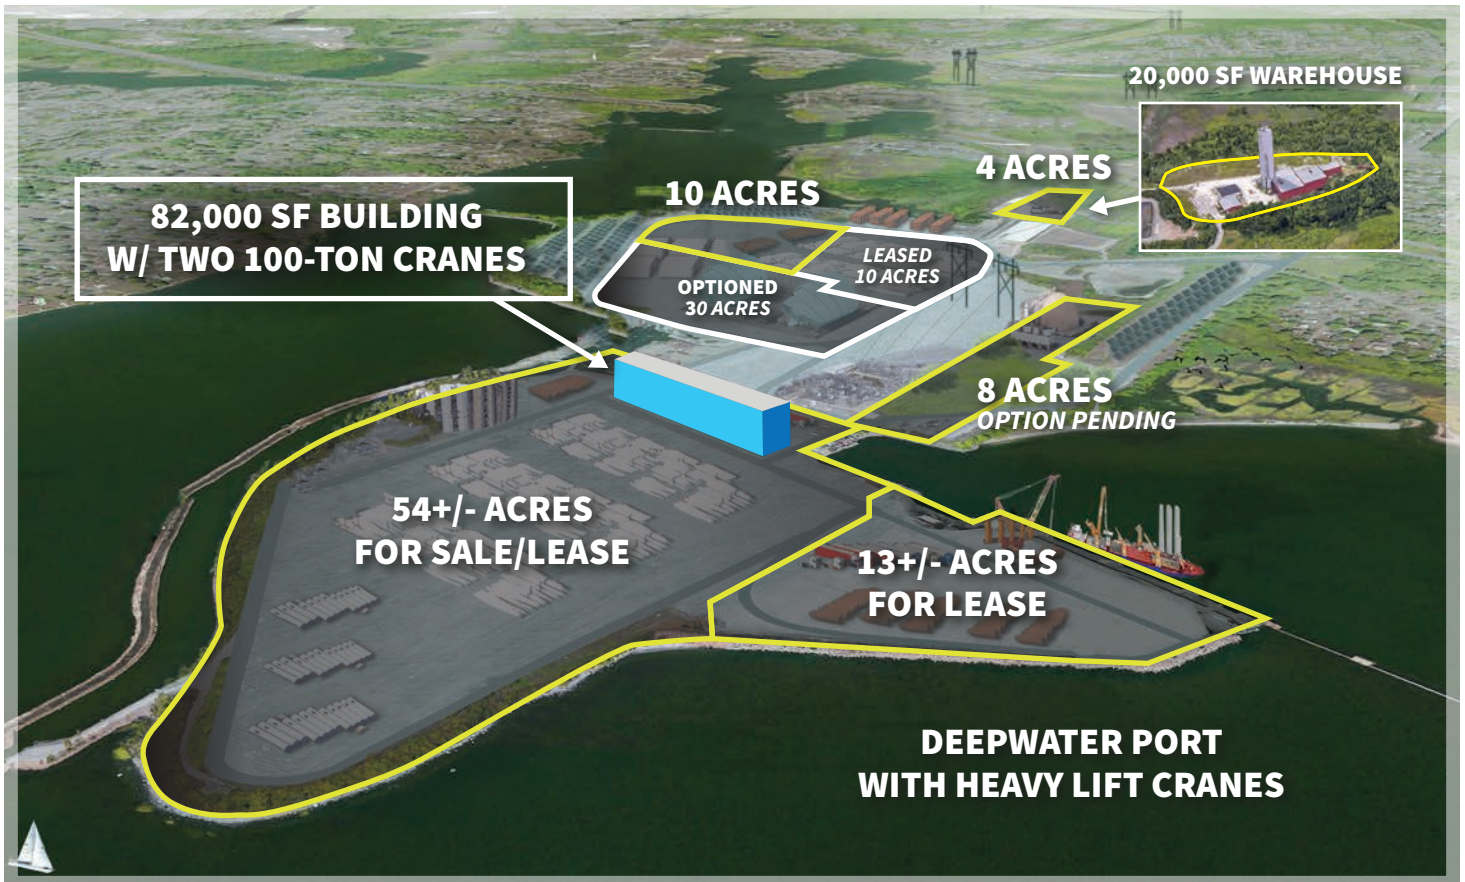 20,000 SF WAREHOUSE
4 ACRES
10 ACRES
82,000 SF BUILDING
W/ TWO 100-TON CRANES
LEASED
10 ACRES
OPTIONED
30 ACRES
8 ACRES
OPTION PENDING
54+/- ACRES
FOR SALE/LEASE
13+/- ACRES
FOR LEASE
DEEPWATER PORT
WITH HEAVY LIFT CRANES